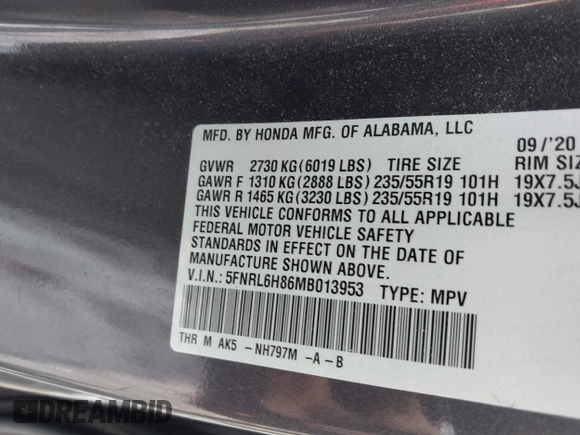 MFD. BY HONDA MFG. OF ALABAMA, LLC 09/'20
GVWR 2730 KG(6019 LBS) TIRE SIZE RIM SIZ
GAWR F 1310 KG(2888 LBS) 235/55R19 101H 19X7.5J
GAWR R 1465 KG(3230 LBS) 235/55R19 101H 19X7.5J
THIS VEHICLE CONFORMS TO ALL APPLICABLE
FEDERAL MOTOR VEHICLE SAFETY
STANDARDS IN EFFECT ON THE DATE OF
MANUFACTURE SHOWN ABOVE.
V.I.N.: 5FNRL6H86MB013953 TYPE: MPV
THR M AK5 -NH797M -A-B
DREAMBID